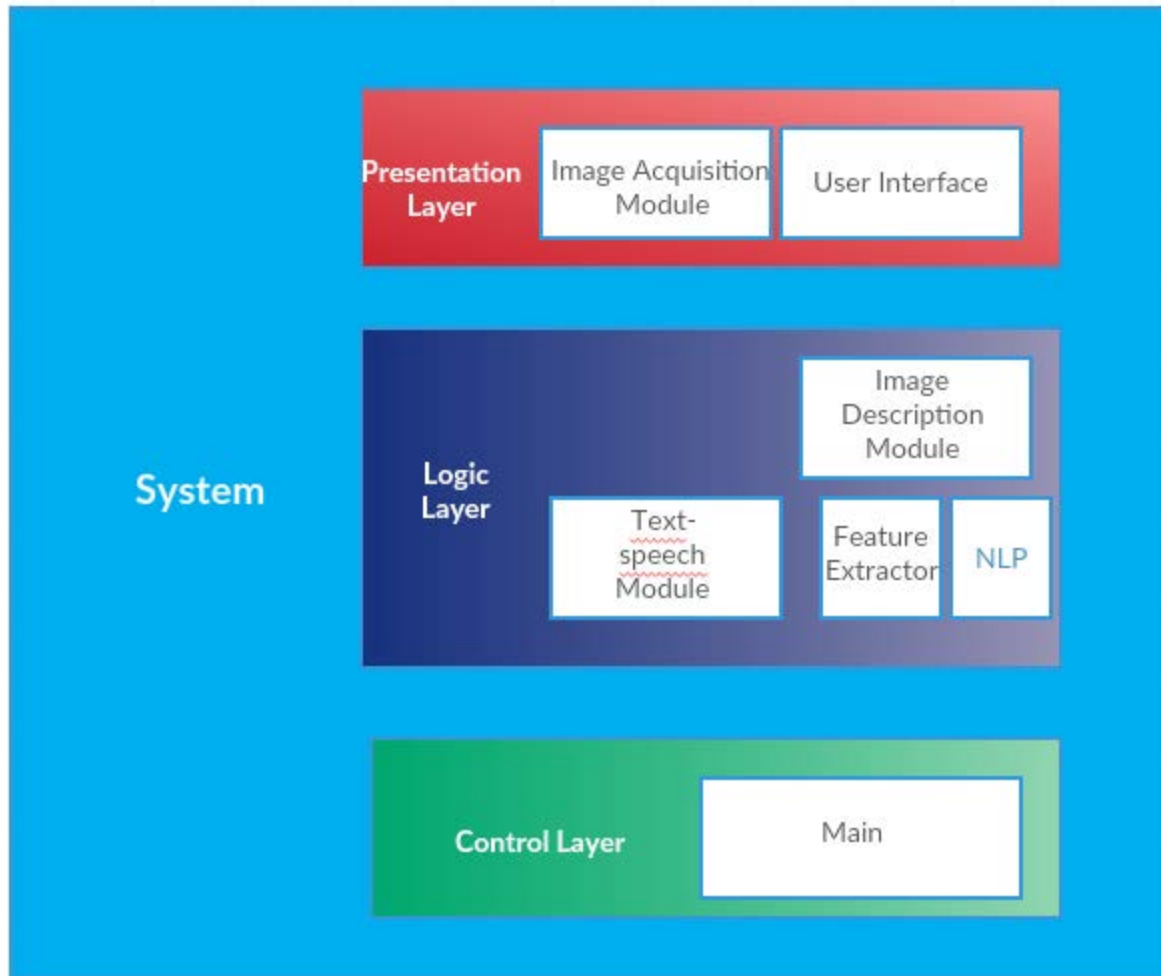 Presentation
Layer
Image Acquisition
Module
User Interface
System
Logic
Layer
Image
Description
Module
Text-
speech
Module
Feature
Extractor
NLP
Control Layer
Main